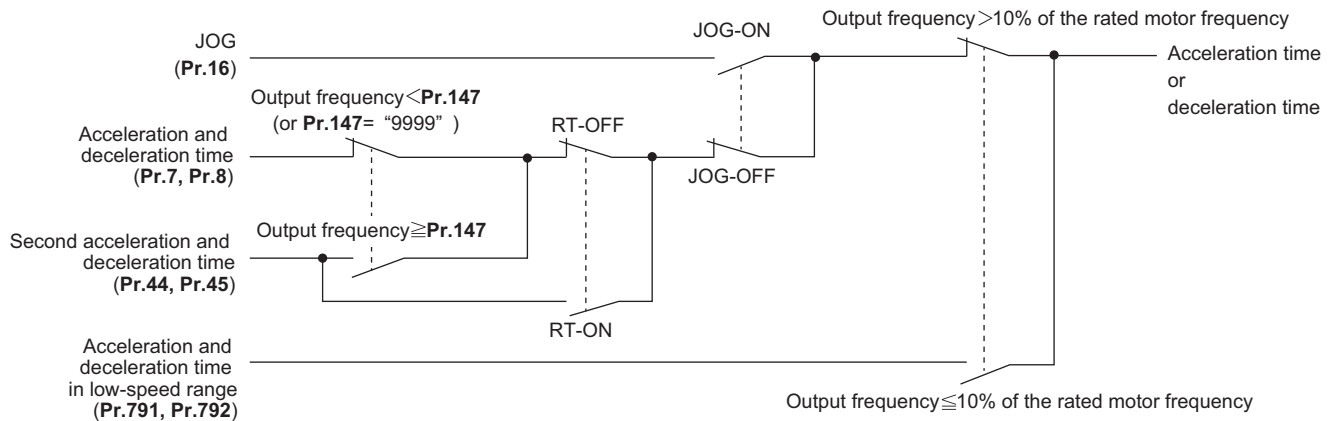 Output frequency＞10% of the rated motor frequency
JOG-ON
JOG
(Pr.16)
Acceleration time
or
deceleration time
Output frequency＜Pr.147
(or Pr.147= “9999” )
RT-OFF
Acceleration and
deceleration time
(Pr.7, Pr.8)
JOG-OFF
Output frequency≧Pr.147
Second acceleration and
deceleration time
(Pr.44, Pr.45)
RT-ON
Acceleration and
deceleration time
in low-speed range
(Pr.791, Pr.792)
Output frequency≦10% of the rated motor frequency